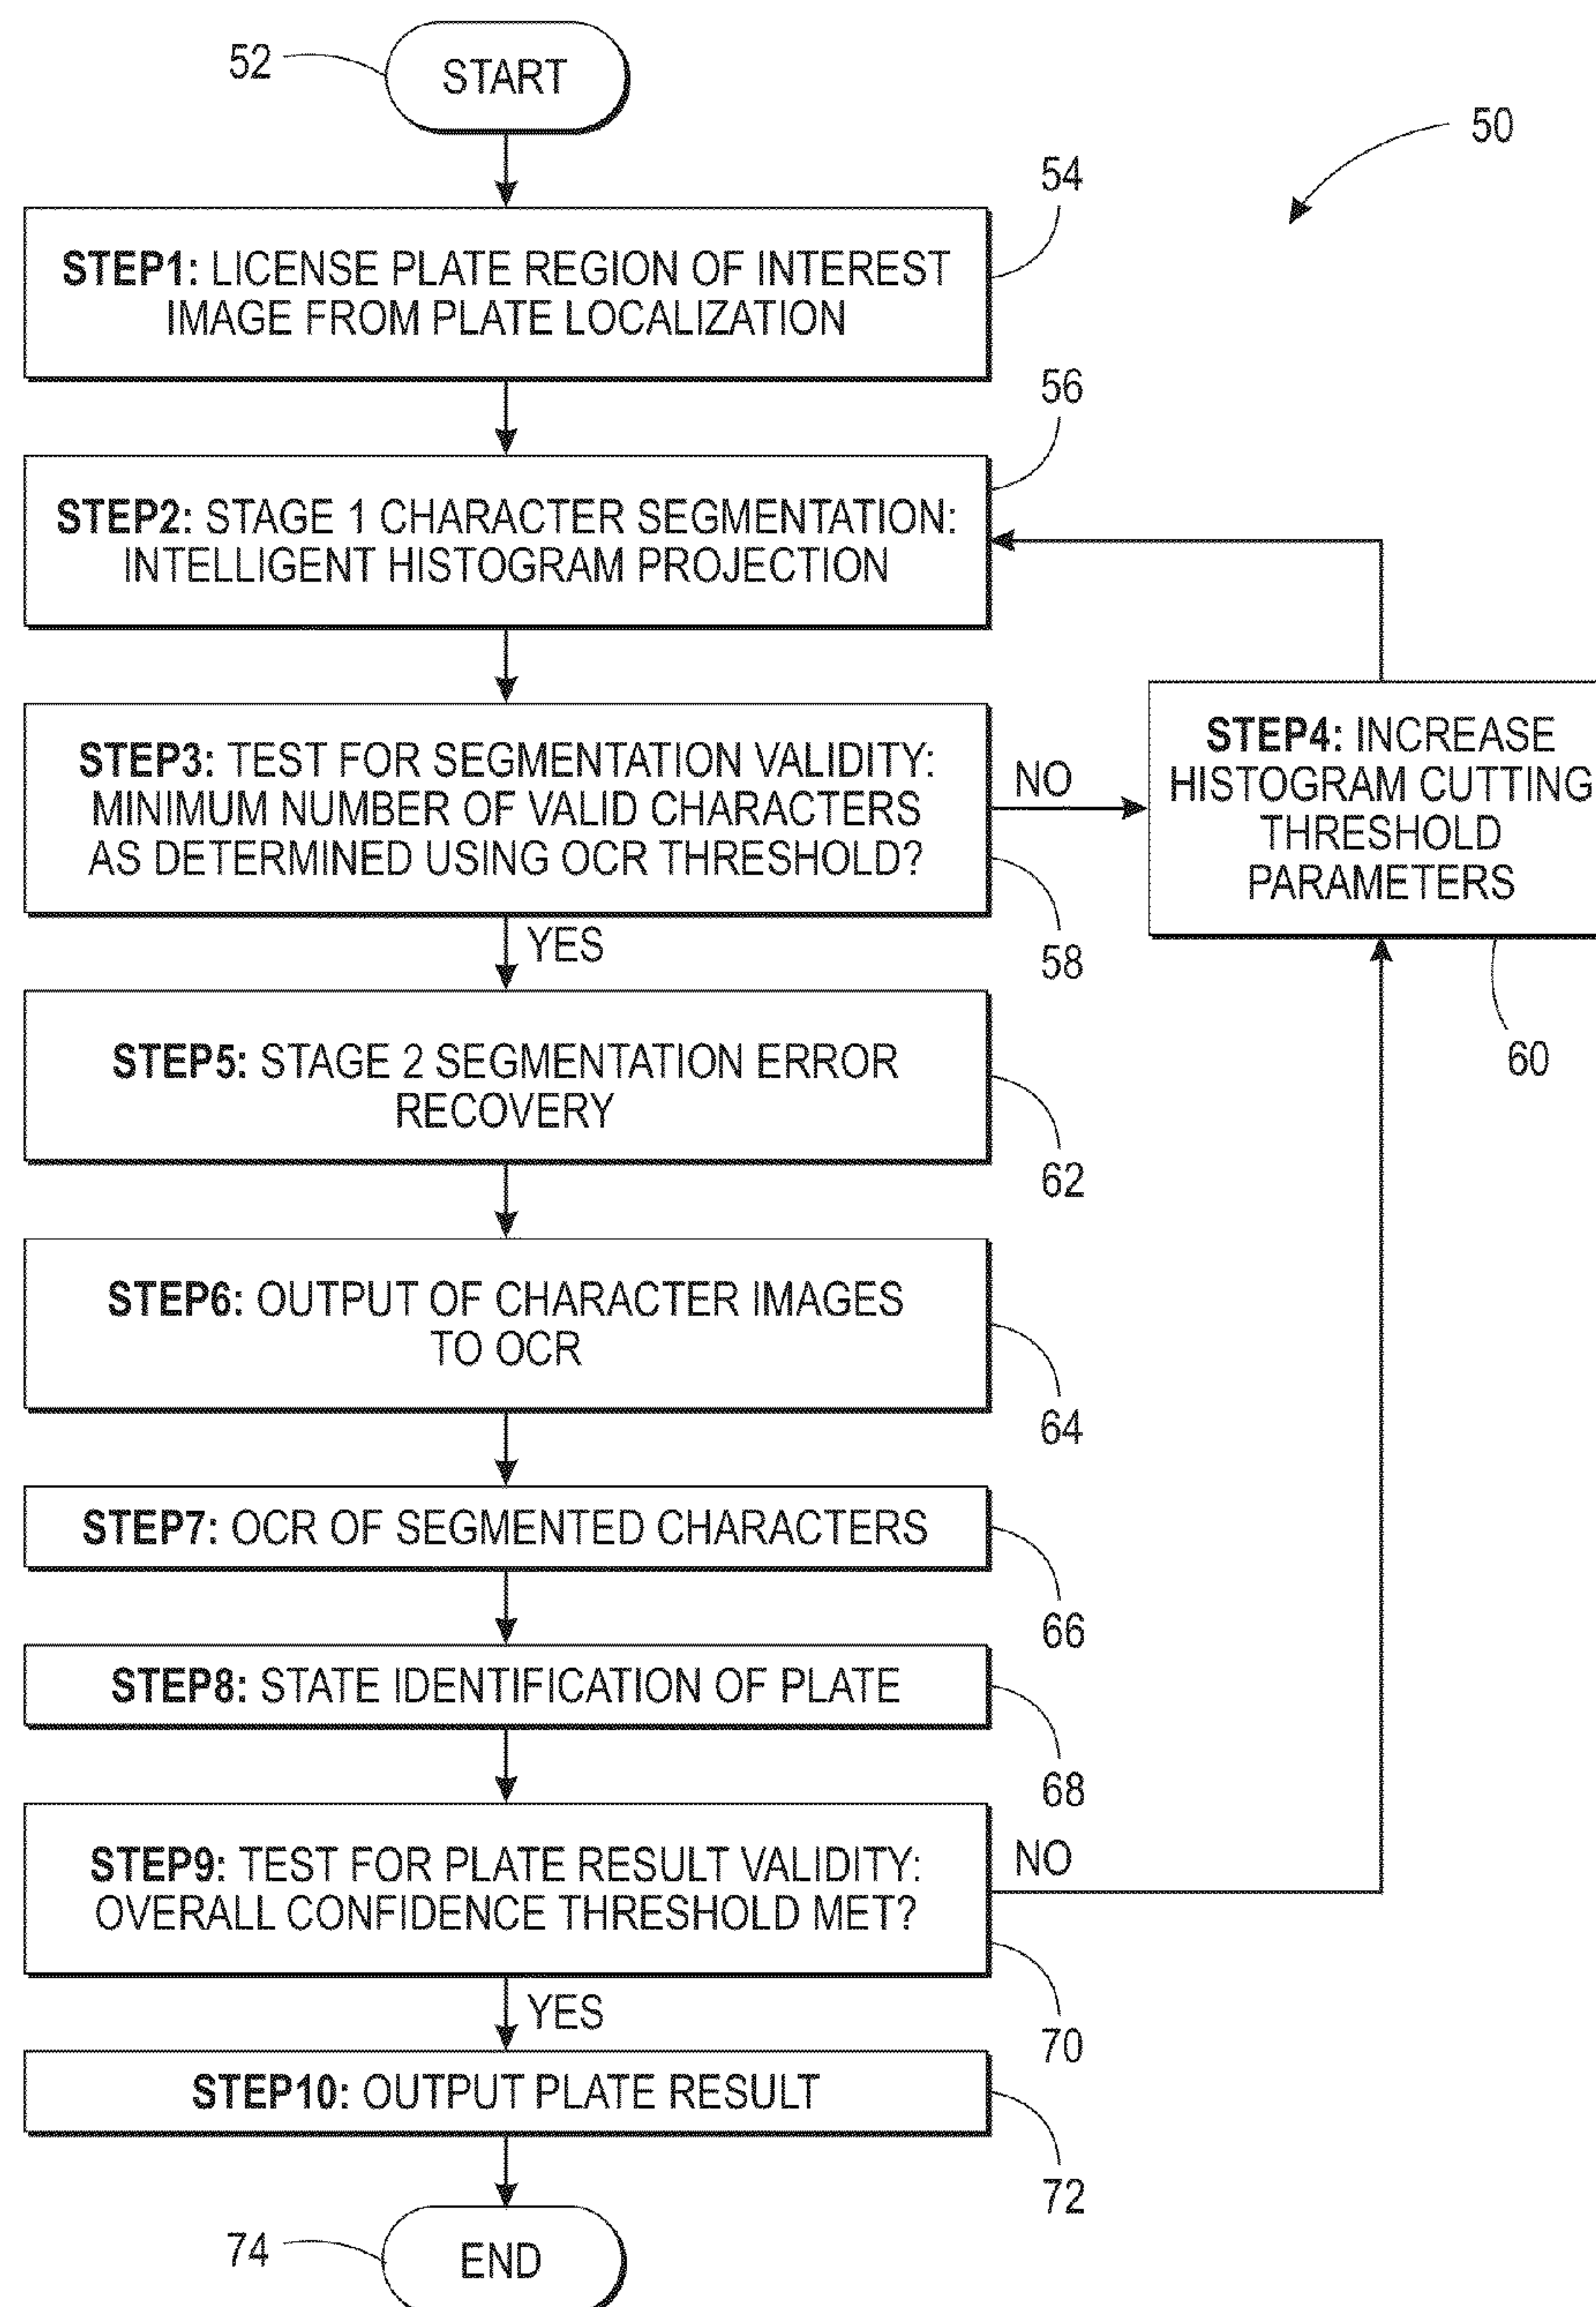 52
START
50
54
STEP1: LICENSE PLATE REGION OF INTEREST
IMAGE FROM PLATE LOCALIZATION
56
STEP2: STAGE 1 CHARACTER SEGMENTATION:
INTELLIGENT HISTOGRAM PROJECTION
STEP3: TEST FOR SEGMENTATION VALIDITY:
MINIMUM NUMBER OF VALID CHARACTERS
AS DETERMINED USING OCR THRESHOLD?
NO
STEP4: INCREASE
HISTOGRAM CUTTING
THRESHOLD
PARAMETERS
YES
58
60
STEP5: STAGE 2 SEGMENTATION ERROR
RECOVERY
62
STEP6: OUTPUT OF CHARACTER IMAGES
TO OCR
64
STEP7: OCR OF SEGMENTED CHARACTERS
66
STEP8: STATE IDENTIFICATION OF PLATE
68
STEP9: TEST FOR PLATE RESULT VALIDITY:
OVERALL CONFIDENCE THRESHOLD MET?
NO
YES
70
STEP10: OUTPUT PLATE RESULT
72
74
END